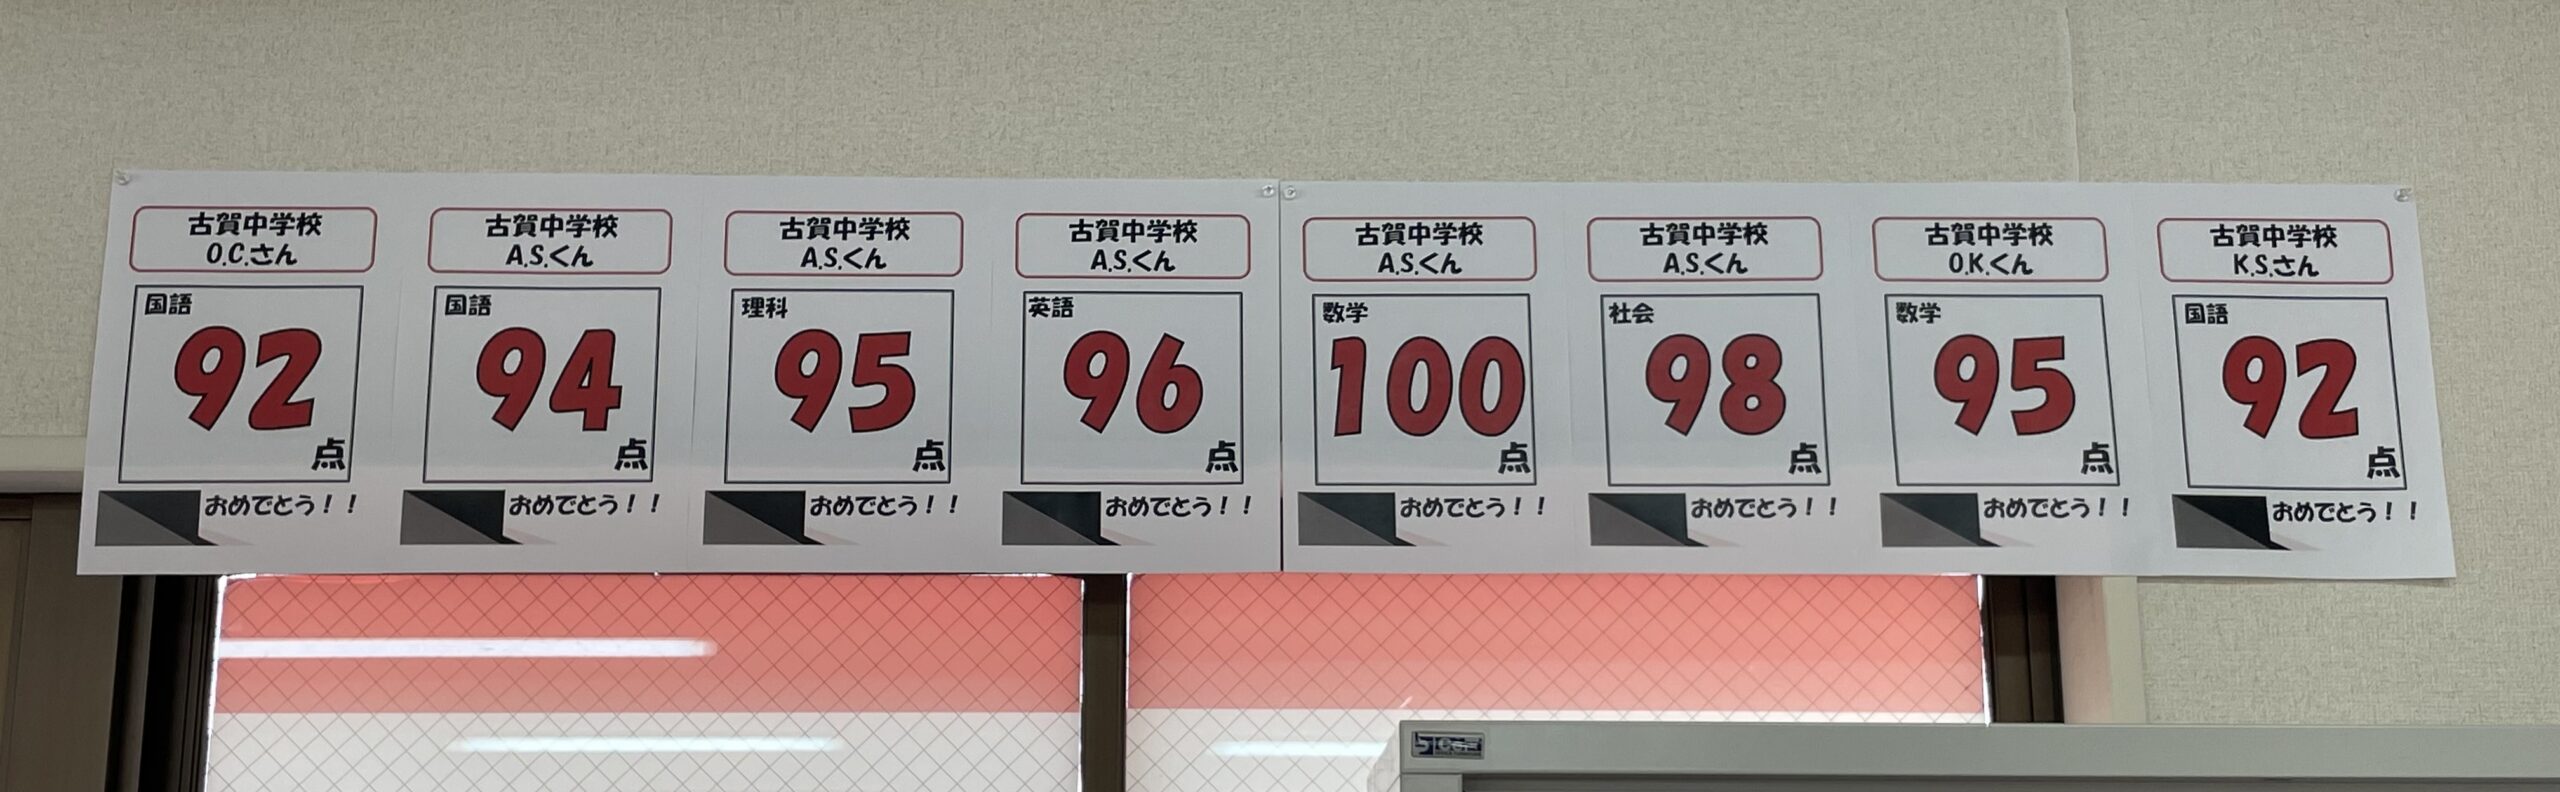 古賀中学校
O.C.さん
国語
92
点
おめでとう！！
古賀中学校
A.S.くん
国語
94
点
おめでとう！！
古賀中学校
A.S.くん
理科
95
点
おめでとう！！
古賀中学校
A.S.くん
英語
96
点
おめでとう！！
古賀中学校
A.S.くん
数学
100
点
おめでとう！！
古賀中学校
A.S.くん
社会
98
点
おめでとう！！
古賀中学校
O.K.くん
数学
95
点
おめでとう！！
古賀中学校
K.S.さん
国語
92
点
おめでとう！！